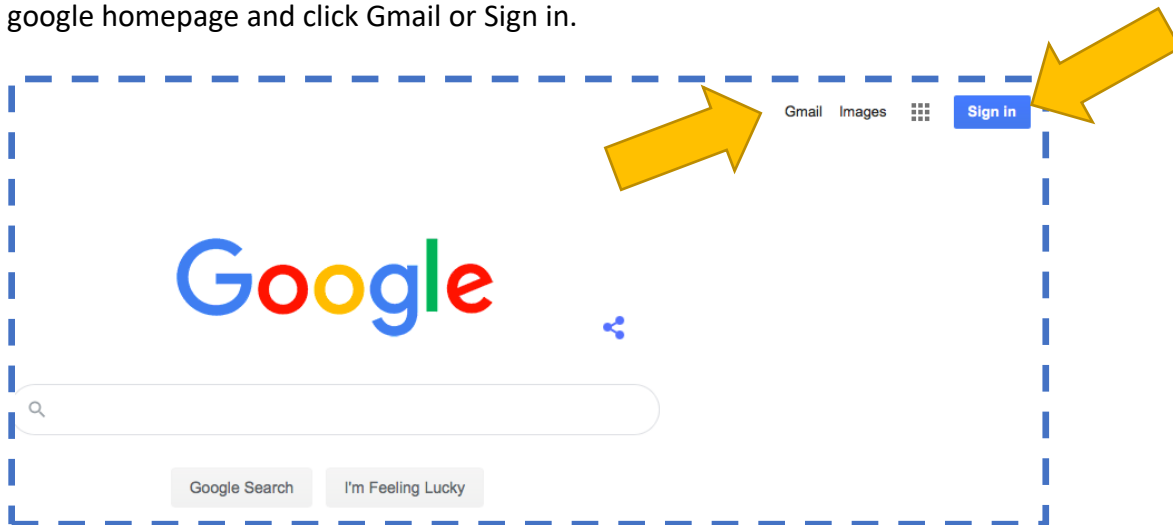 google homepage and click Gmail or Sign in.
Gmail Images Sign in
Google
Google Search I'm Feeling Lucky